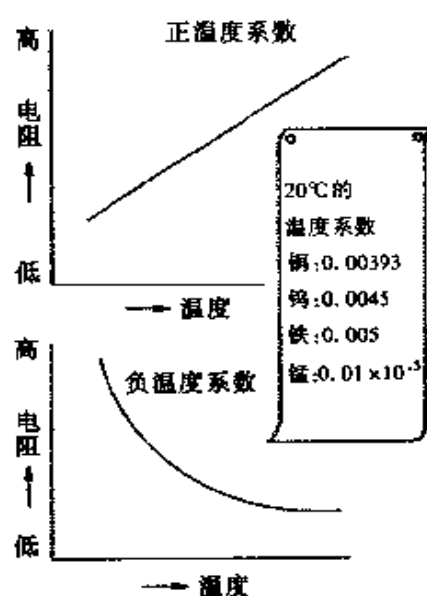 正温度系数
高
电
阻
低
温度
20℃的
温度系数
铜:0.00393
钨:0.0045
铁:0.005
锰:0.01×10⁻⁵
负温度系数
高
电
阻
低
温度